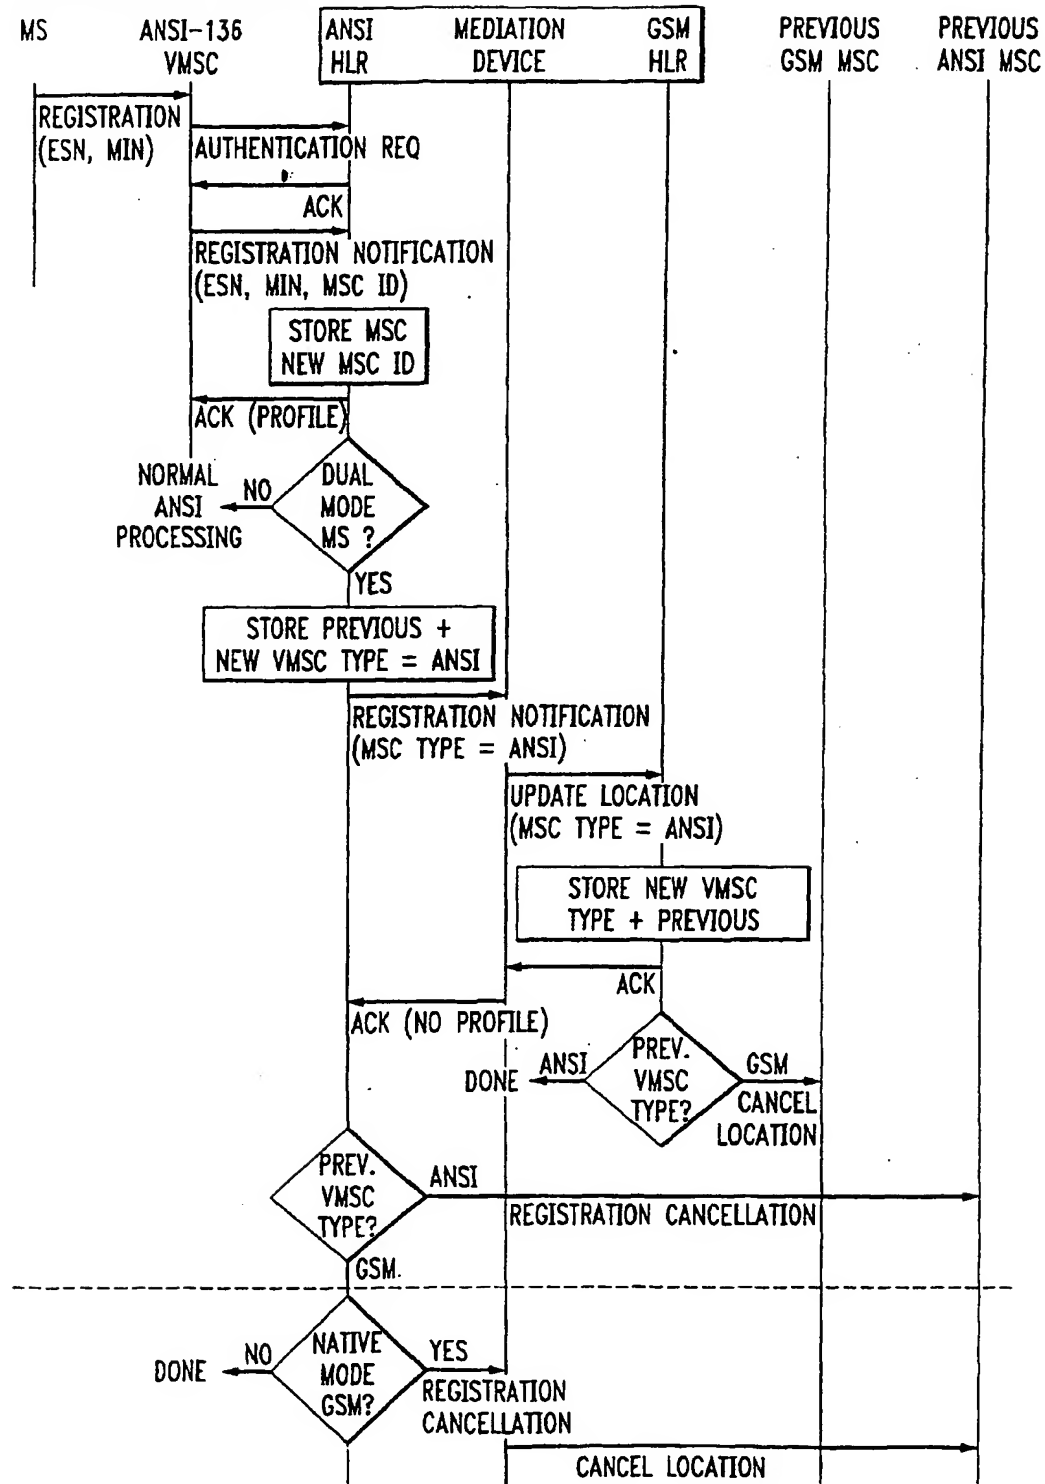 MS
ANSI-136
VMSC
ANSI
HLR
MEDIATION
DEVICE
GSM
HLR
PREVIOUS
GSM MSC
PREVIOUS
ANSI MSC
REGISTRATION
(ESN, MIN)
AUTHENTICATION REQ
ACK
REGISTRATION NOTIFICATION
(ESN, MIN, MSC ID)
STORE MSC
NEW MSC ID
ACK (PROFILE)
DUAL
MODE
MS ?
NO
NORMAL
ANSI
PROCESSING
YES
STORE PREVIOUS +
NEW VMSC TYPE = ANSI
REGISTRATION NOTIFICATION
(MSC TYPE = ANSI)
UPDATE LOCATION
(MSC TYPE = ANSI)
STORE NEW VMSC
TYPE + PREVIOUS
ACK
ACK (NO PROFILE)
PREV.
VMSC
TYPE?
ANSI
DONE
GSM
CANCEL
LOCATION
PREV.
VMSC
TYPE?
ANSI
REGISTRATION CANCELLATION
GSM.
NATIVE
MODE
GSM?
NO
DONE
YES
REGISTRATION
CANCELLATION
CANCEL LOCATION